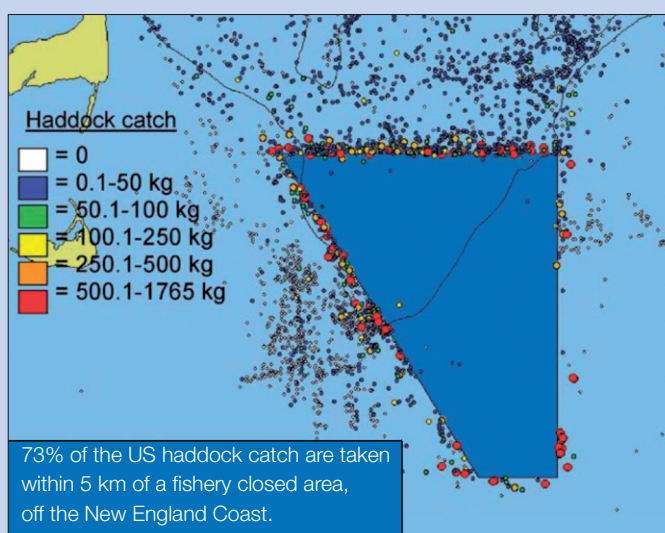 Haddock catch
= 0
= 0.1-50 kg
= 50.1-100 kg
= 100.1-250 kg
= 250.1-500 kg
= 500.1-1765 kg
73% of the US haddock catch are taken
within 5 km of a fishery closed area,
off the New England Coast.